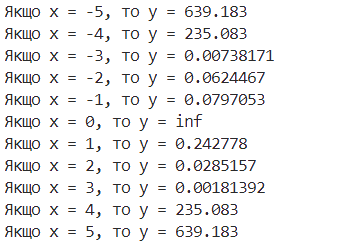 Якщо x = -5, то y = 639.183
Якщо x = -4, то y = 235.083
Якщо x = -3, то y = 0.00738171
Якщо x = -2, то y = 0.0624467
Якщо x = -1, то y = 0.0797053
Якщо x = 0, то y = inf
Якщо x = 1, то y = 0.242778
Якщо x = 2, то y = 0.0285157
Якщо x = 3, то y = 0.00181392
Якщо x = 4, то y = 235.083
Якщо x = 5, то y = 639.183